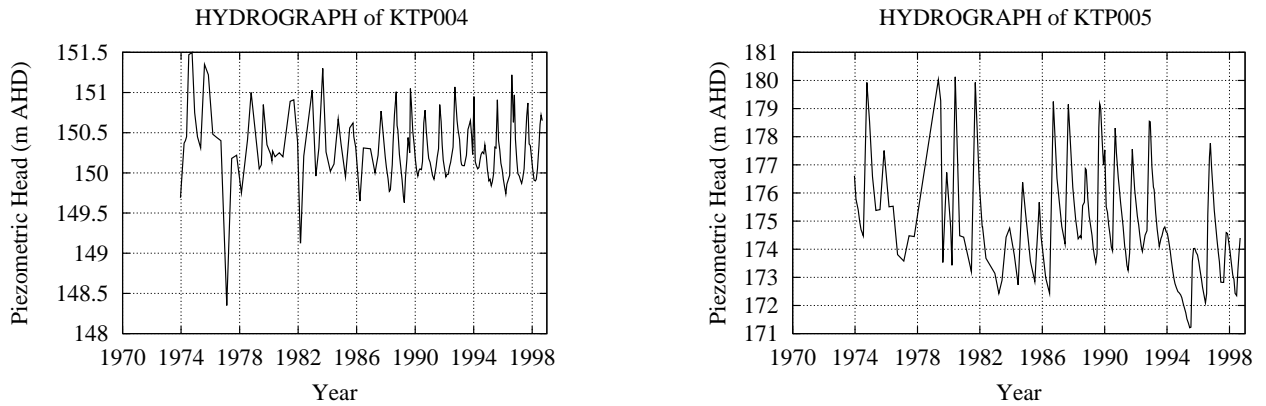 HYDROGRAPH of KTP004
151.5
151
150.5
150
149.5
149
148.5
148
Piezometric Head (m AHD)
1970 1974 1978 1982 1986 1990 1994 1998
Year
HYDROGRAPH of KTP005
181
180
179
178
177
176
175
174
173
172
171
Piezometric Head (m AHD)
1970 1974 1978 1982 1986 1990 1994 1998
Year